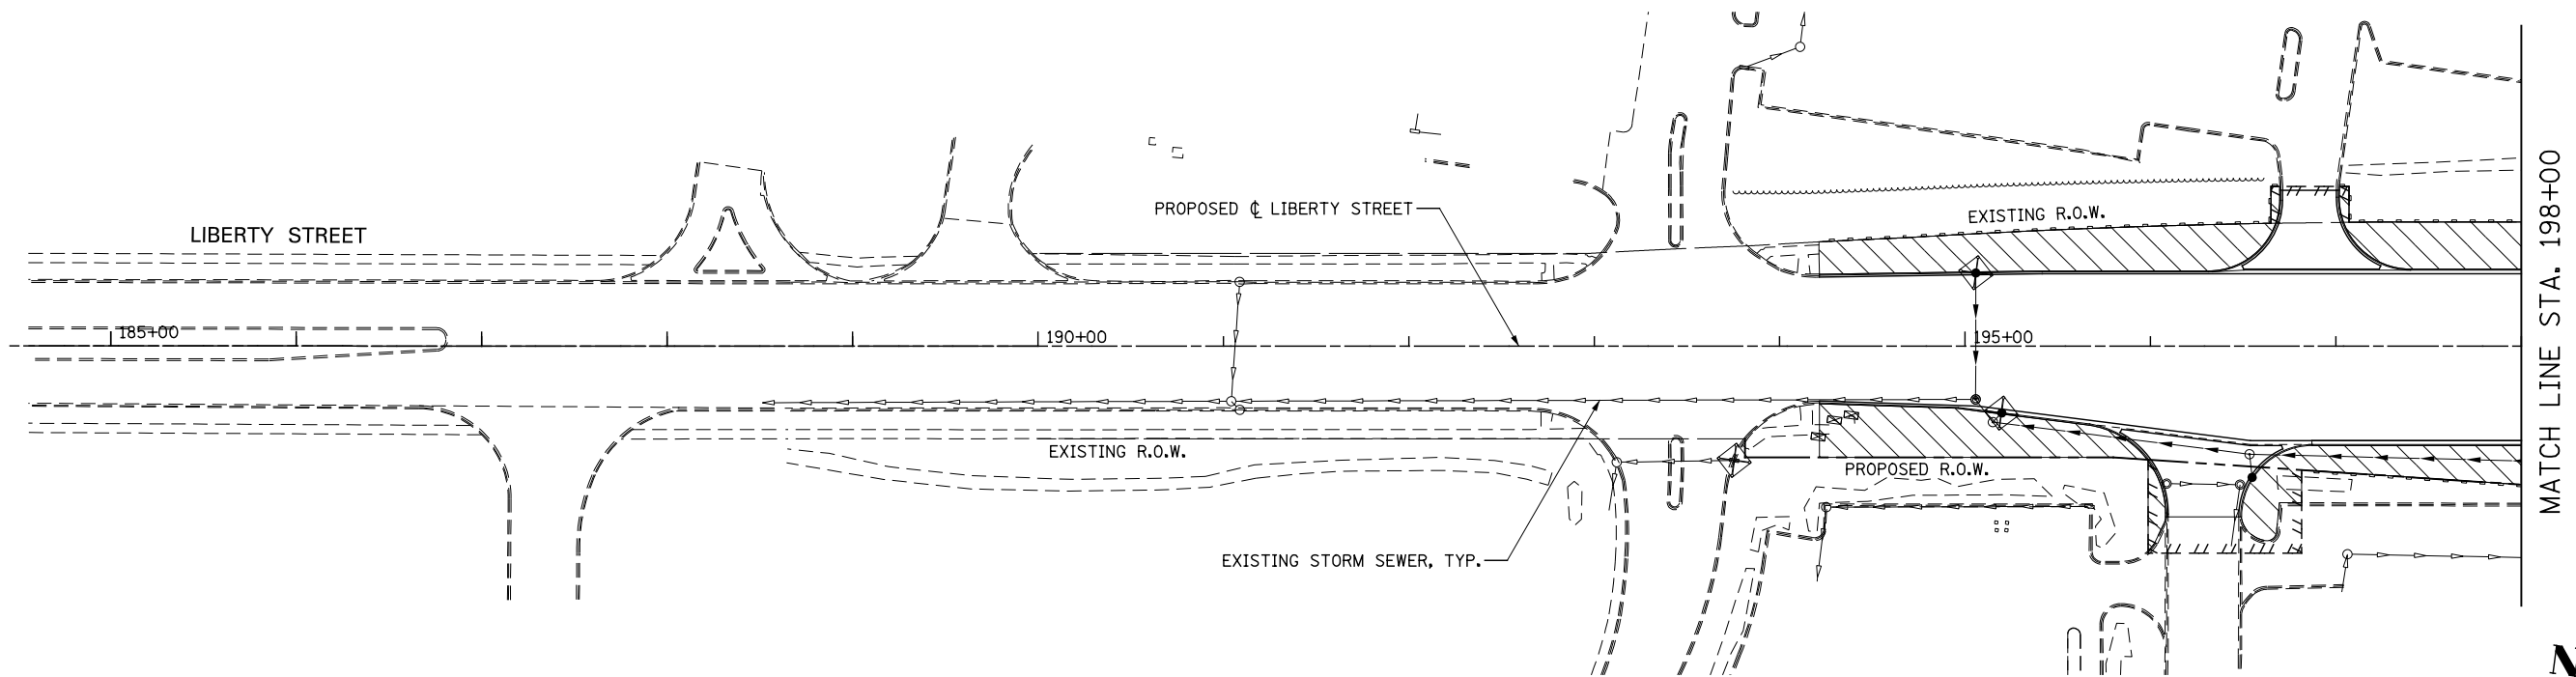 LIBERTY STREET
PROPOSED ℄ LIBERTY STREET
EXISTING R.O.W.
185+00
190+00
195+00
EXISTING R.O.W.
PROPOSED R.O.W.
EXISTING STORM SEWER, TYP.
MATCH LINE STA. 198+00